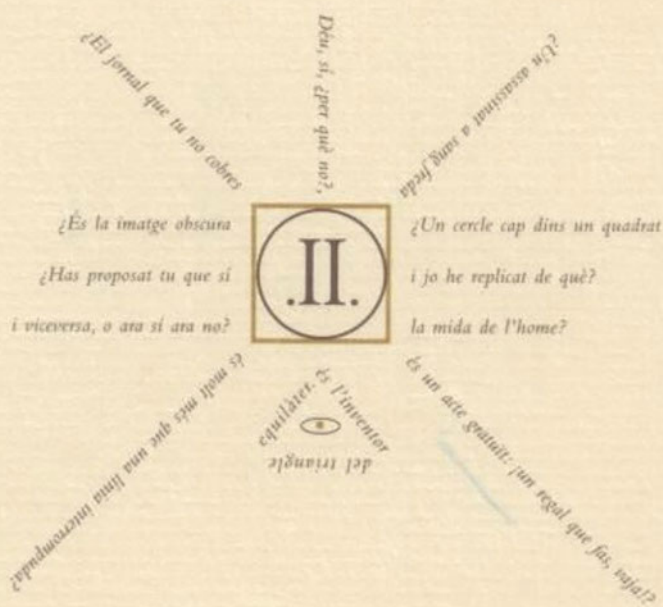 ¿El jornal que tu no cobres
Déu, sí, ¿per què no?,
¿Un assassinat a sang freda
¿És la imatge obscura
¿Has proposat tu que sí
i viceversa, o ara sí ara no?
.II.
¿Un cercle cap dins un quadrat
i jo he replicat de què?
la mida de l'home?
és molt més que una línia interrompuda?
és l'inventor
del triangle
equilàter.
és un acte gratuït: ¡un regal que fas, vaja!?